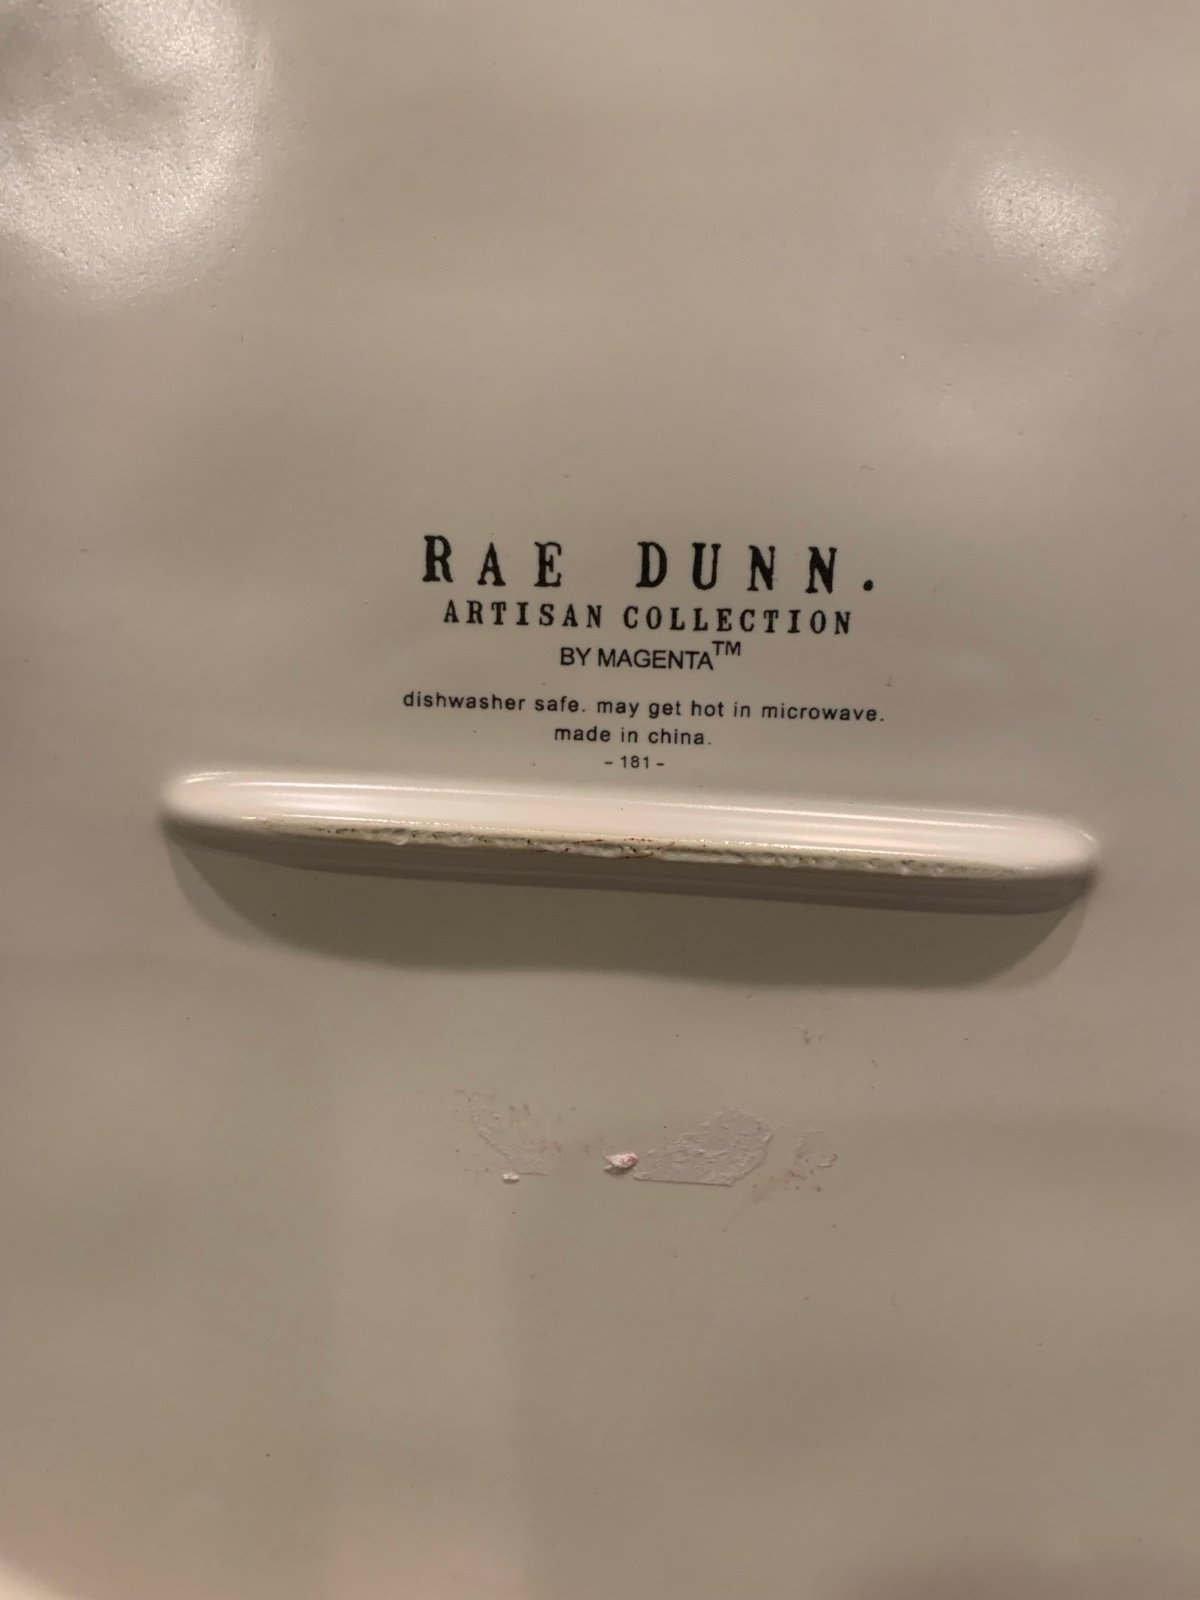 RAE DUNN.
ARTISAN COLLECTION
BY MAGENTA™
dishwasher safe. may get hot in microwave.
made in china.
- 181 -